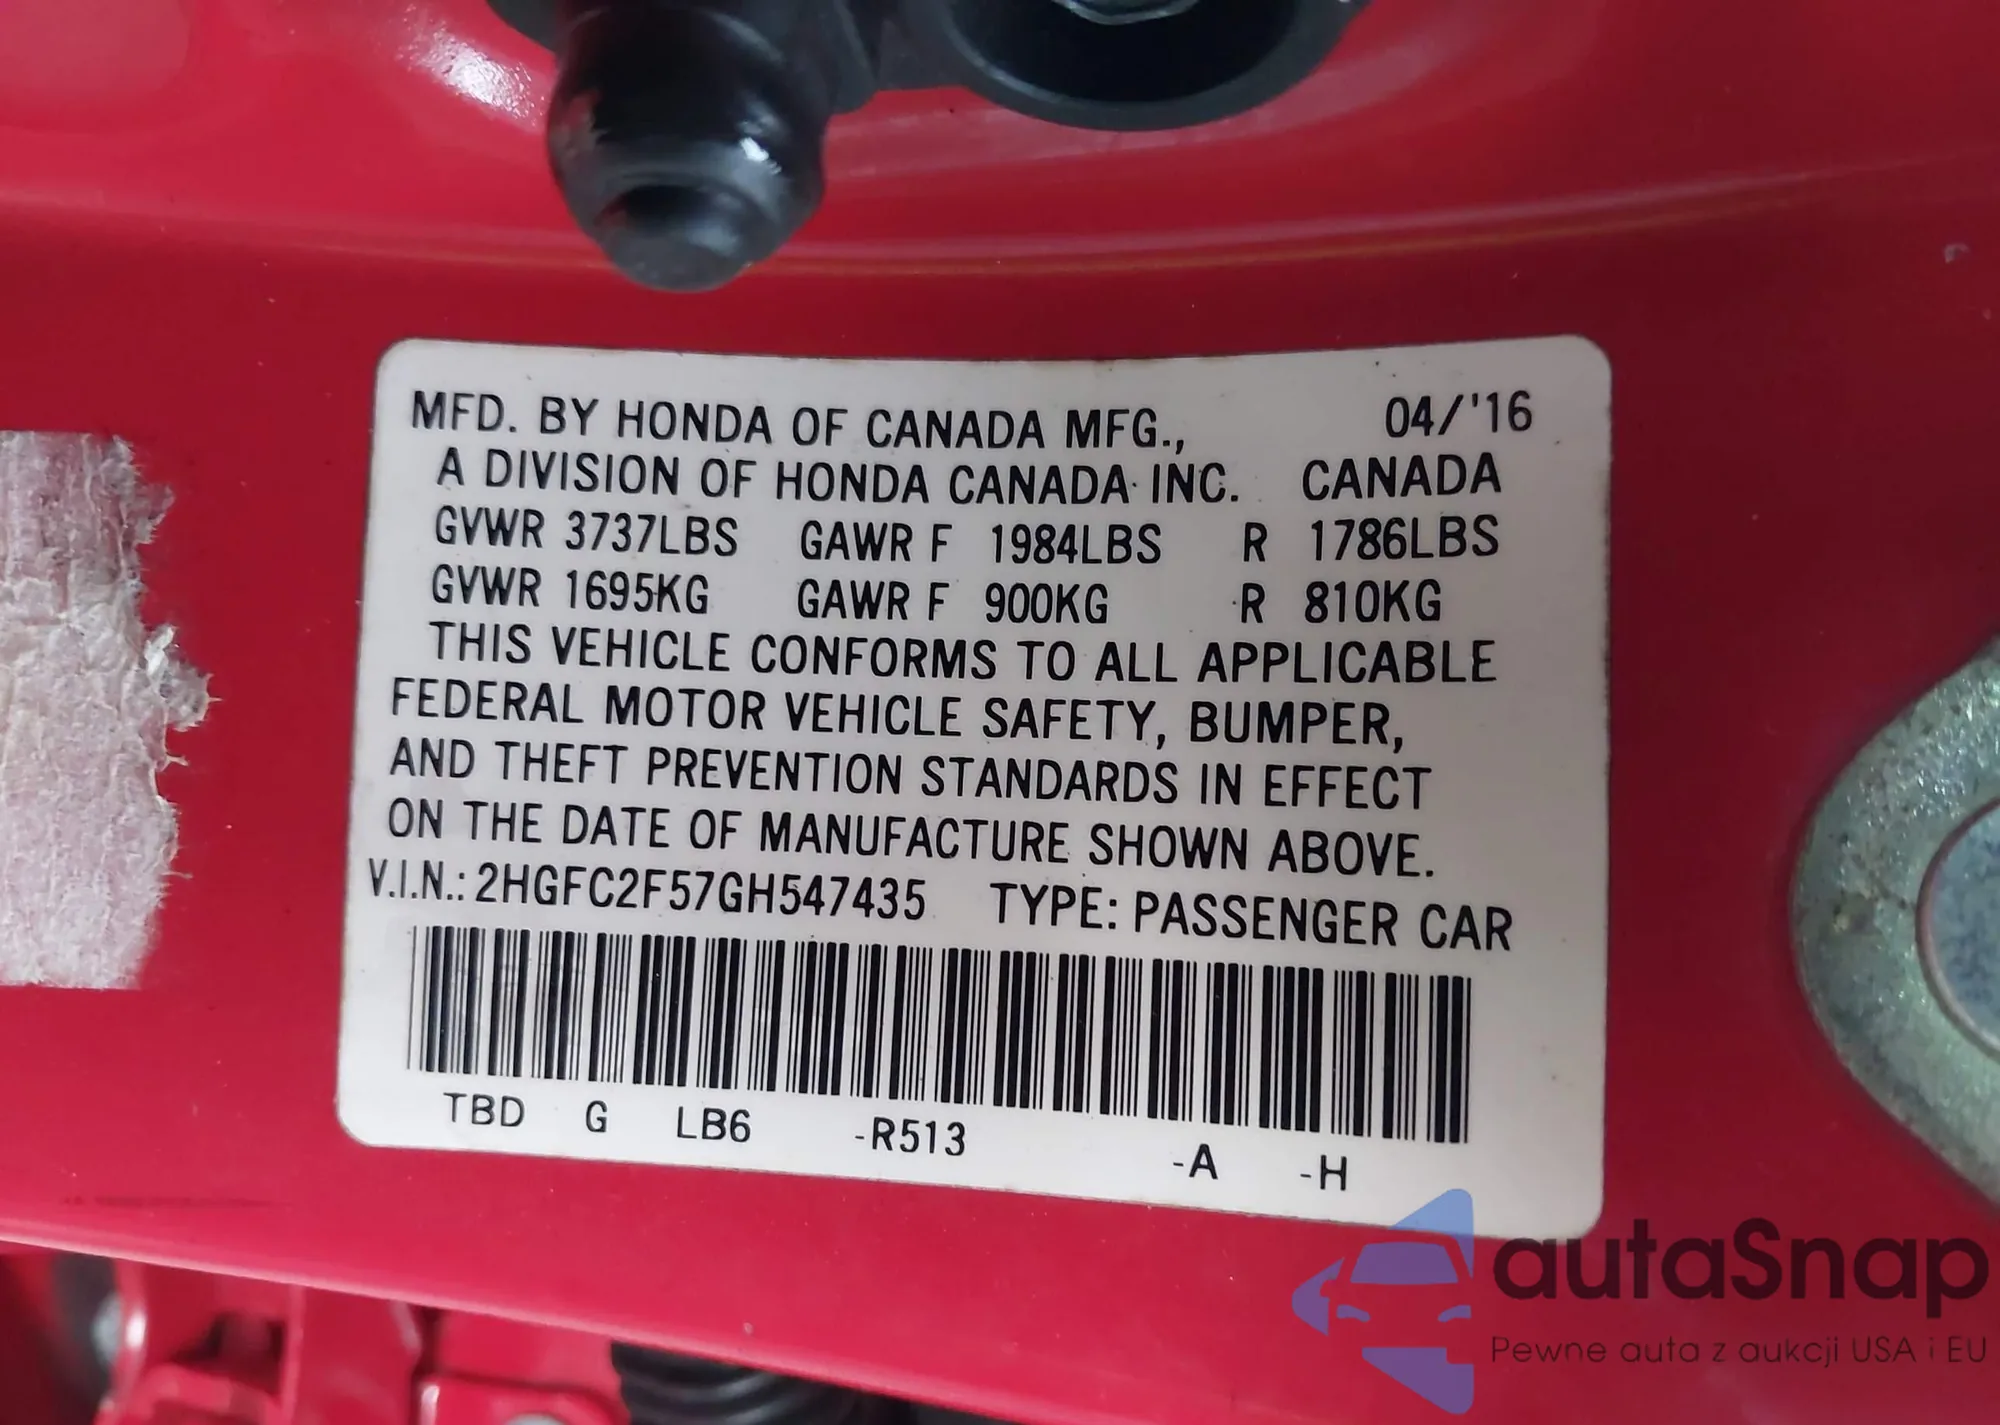 MFD. BY HONDA OF CANADA MFG., 04/'16
A DIVISION OF HONDA CANADA INC. CANADA
GVWR 3737LBS GAWR F 1984LBS R 1786LBS
GVWR 1695KG GAWR F 900KG R 810KG
THIS VEHICLE CONFORMS TO ALL APPLICABLE
FEDERAL MOTOR VEHICLE SAFETY, BUMPER,
AND THEFT PREVENTION STANDARDS IN EFFECT
ON THE DATE OF MANUFACTURE SHOWN ABOVE.
V.I.N.: 2HGFC2F57GH547435 TYPE: PASSENGER CAR
TBD G LB6 -R513 -A -H
autaSnap
Pewne auta z aukcji USA i EU